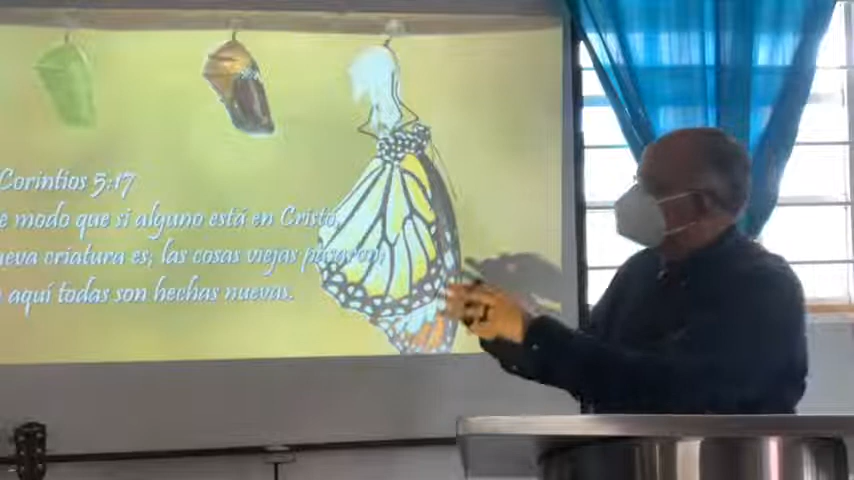 Corintios 5:17
e modo que si alguno está en Cristo,
ueva criatura es; las cosas viejas pasaron;
aquí todas son hechas nuevas.